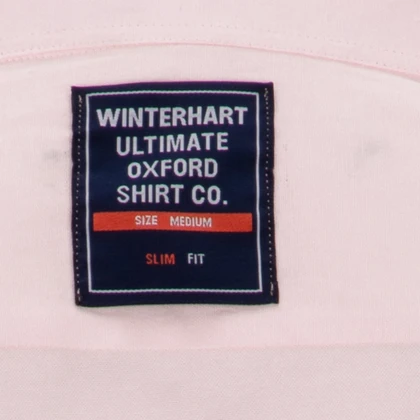 WINTERHART
ULTIMATE
OXFORD
SHIRT CO.
SIZE MEDIUM
SLIM FIT